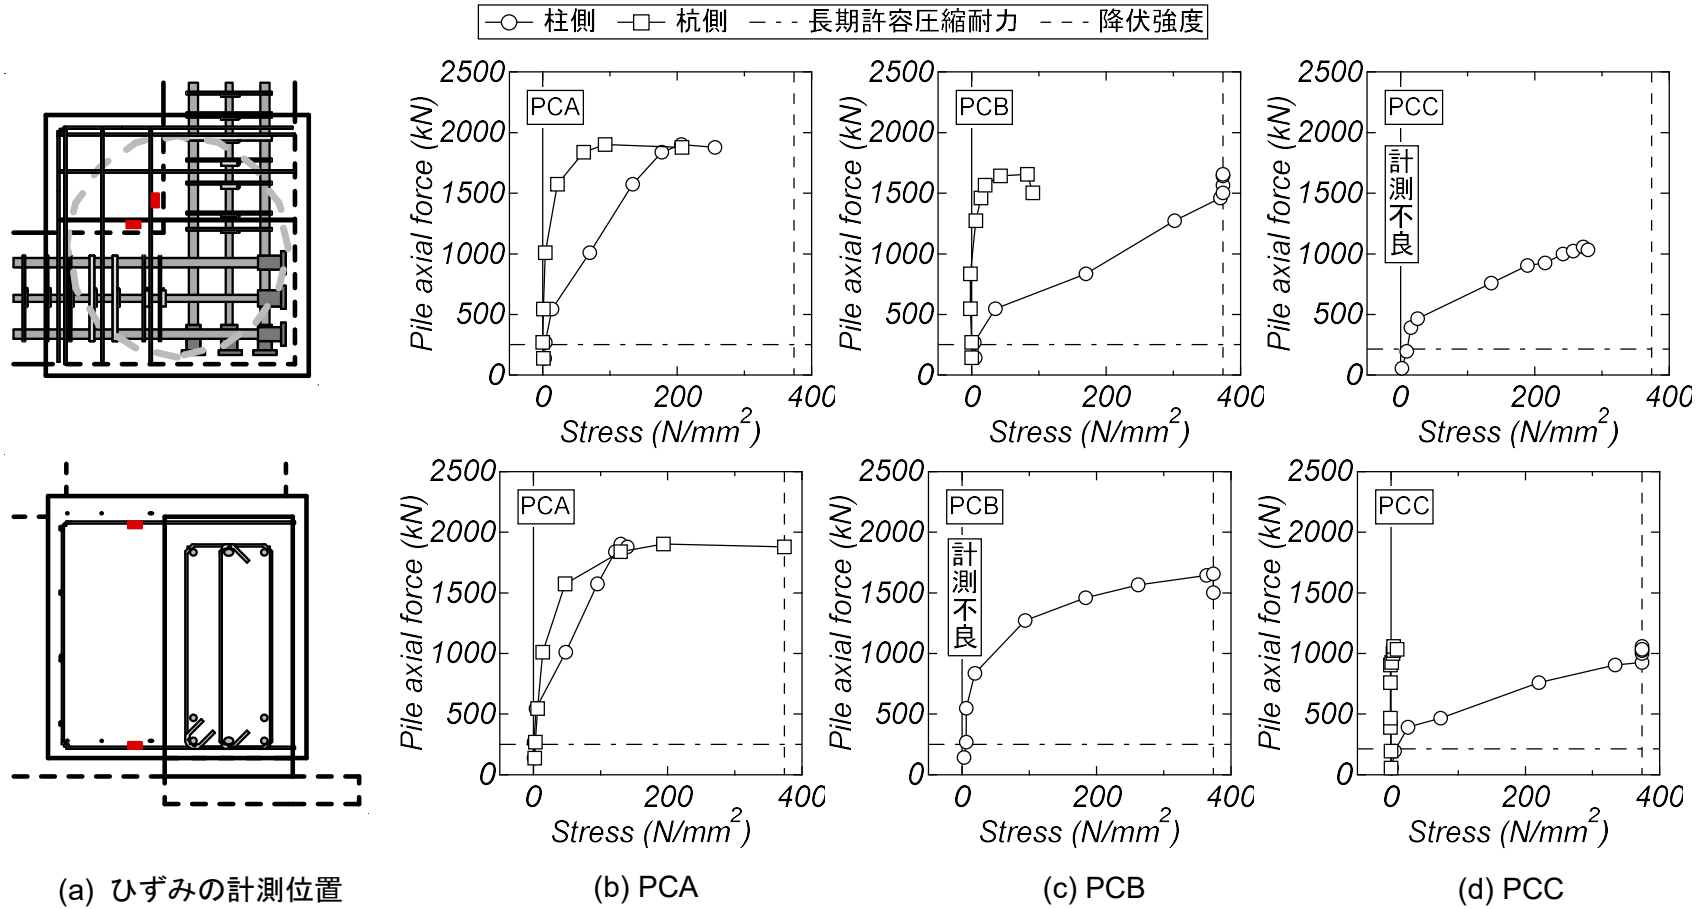 柱側 杭側 長期許容圧縮耐力 降伏強度
2500
2000
1500
1000
500
0
0 200 400
Pile axial force (kN)
Stress (N/mm2)
PCA
2500
2000
1500
1000
500
0
0 200 400
Pile axial force (kN)
Stress (N/mm2)
PCB
2500
2000
1500
1000
500
0
0 200 400
Pile axial force (kN)
Stress (N/mm2)
PCC
計測不良
2500
2000
1500
1000
500
0
0 200 400
Pile axial force (kN)
Stress (N/mm2)
PCA
2500
2000
1500
1000
500
0
0 200 400
Pile axial force (kN)
Stress (N/mm2)
PCB
計測不良
2500
2000
1500
1000
500
0
0 200 400
Pile axial force (kN)
Stress (N/mm2)
PCC
(a) ひずみの計測位置
(b) PCA
(c) PCB
(d) PCC